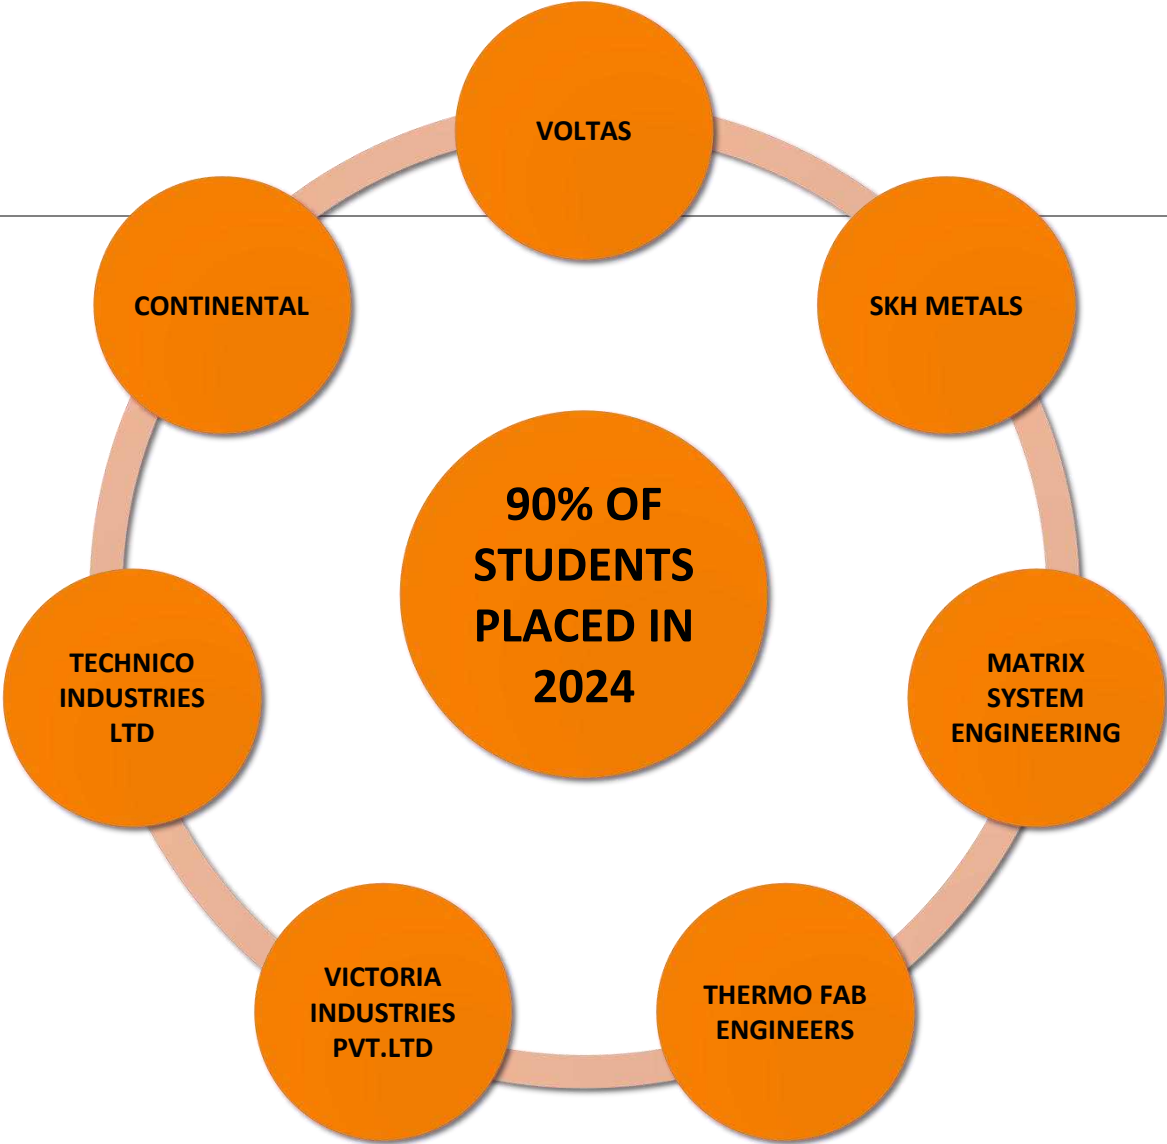 VOLTAS
CONTINENTAL
SKH METALS
90% OF
STUDENTS
PLACED IN
2024
TECHNICO
INDUSTRIES
LTD
MATRIX
SYSTEM
ENGINEERING
VICTORIA
INDUSTRIES
PVT.LTD
THERMO FAB
ENGINEERS